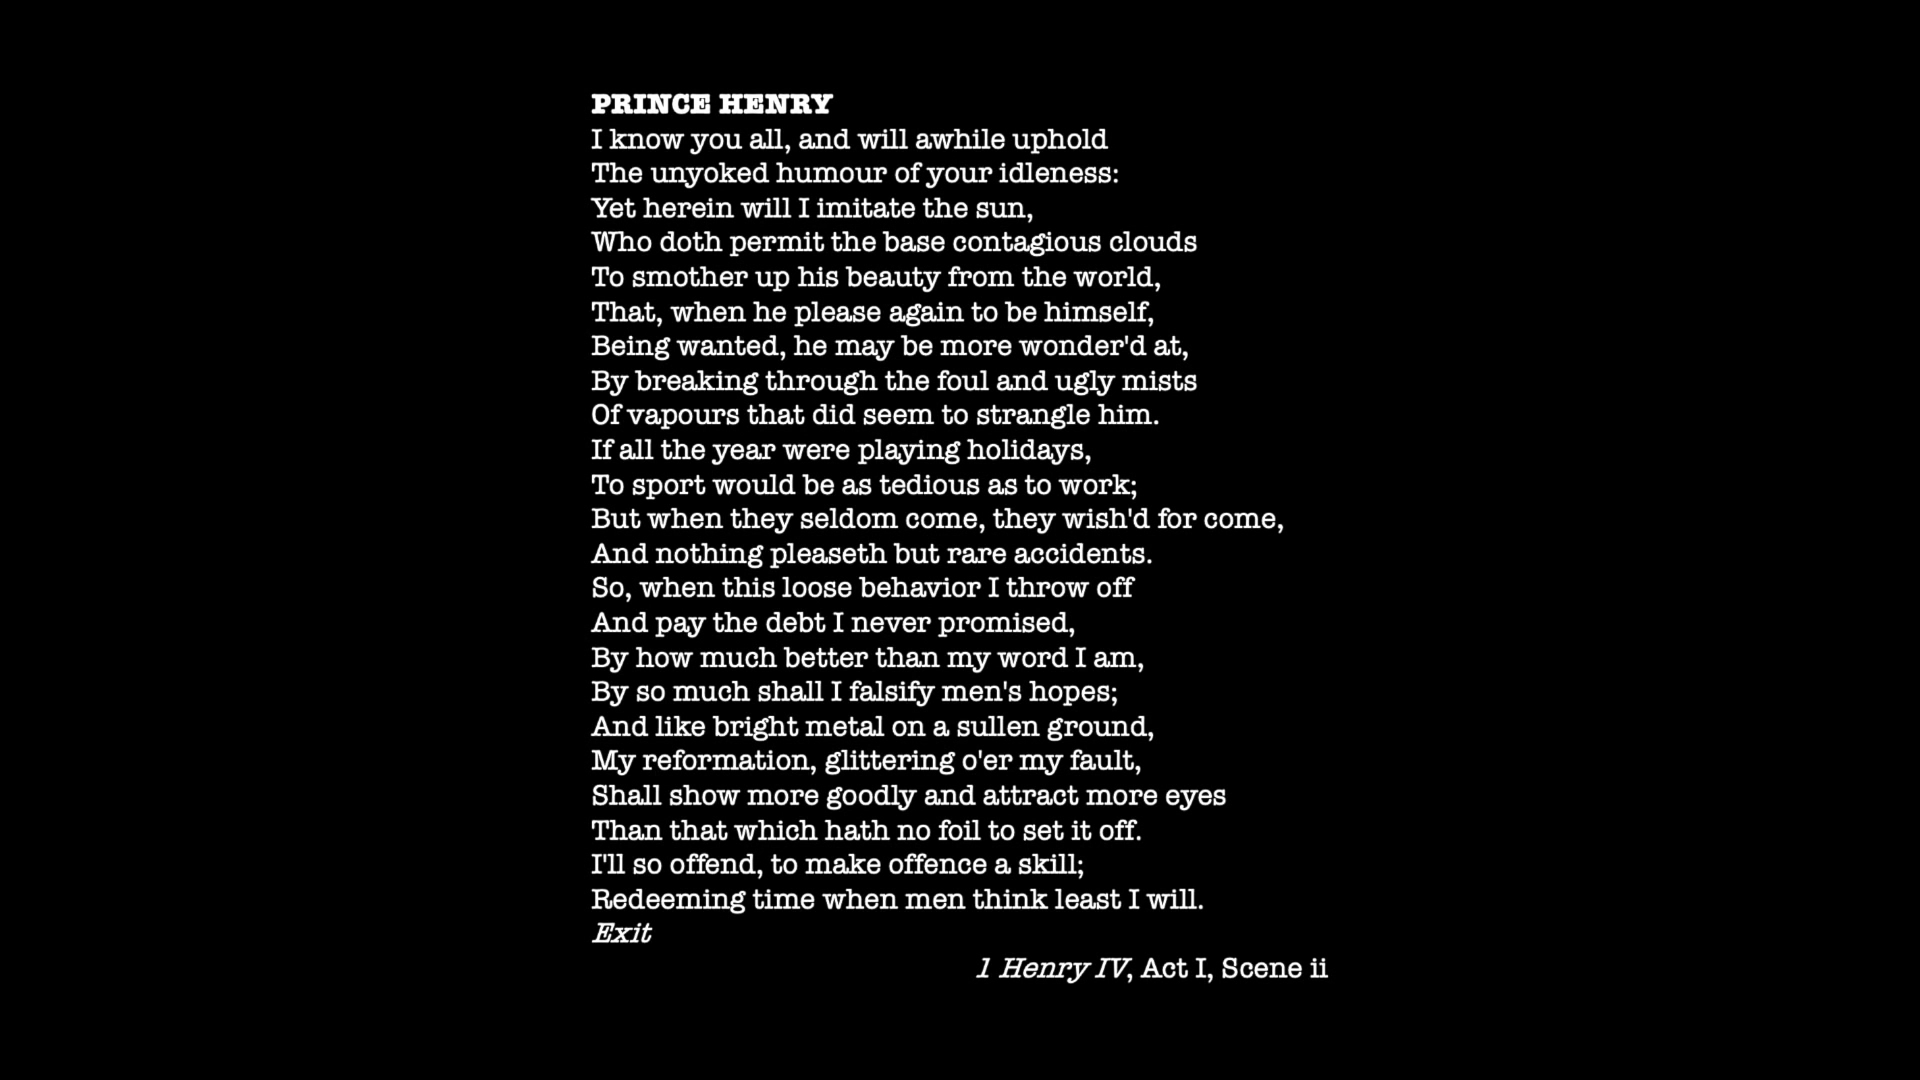 PRINCE HENRY
I know you all, and will awhile uphold
The unyoked humour of your idleness:
Yet herein will I imitate the sun,
Who doth permit the base contagious clouds
To smother up his beauty from the world,
That, when he please again to be himself,
Being wanted, he may be more wonder'd at,
By breaking through the foul and ugly mists
Of vapours that did seem to strangle him.
If all the year were playing holidays,
To sport would be as tedious as to work;
But when they seldom come, they wish'd for come,
And nothing pleaseth but rare accidents.
So, when this loose behavior I throw off
And pay the debt I never promised,
By how much better than my word I am,
By so much shall I falsify men's hopes;
And like bright metal on a sullen ground,
My reformation, glittering o'er my fault,
Shall show more goodly and attract more eyes
Than that which hath no foil to set it off.
I'll so offend, to make offence a skill;
Redeeming time when men think least I will.
Exit
1 Henry IV, Act I, Scene ii